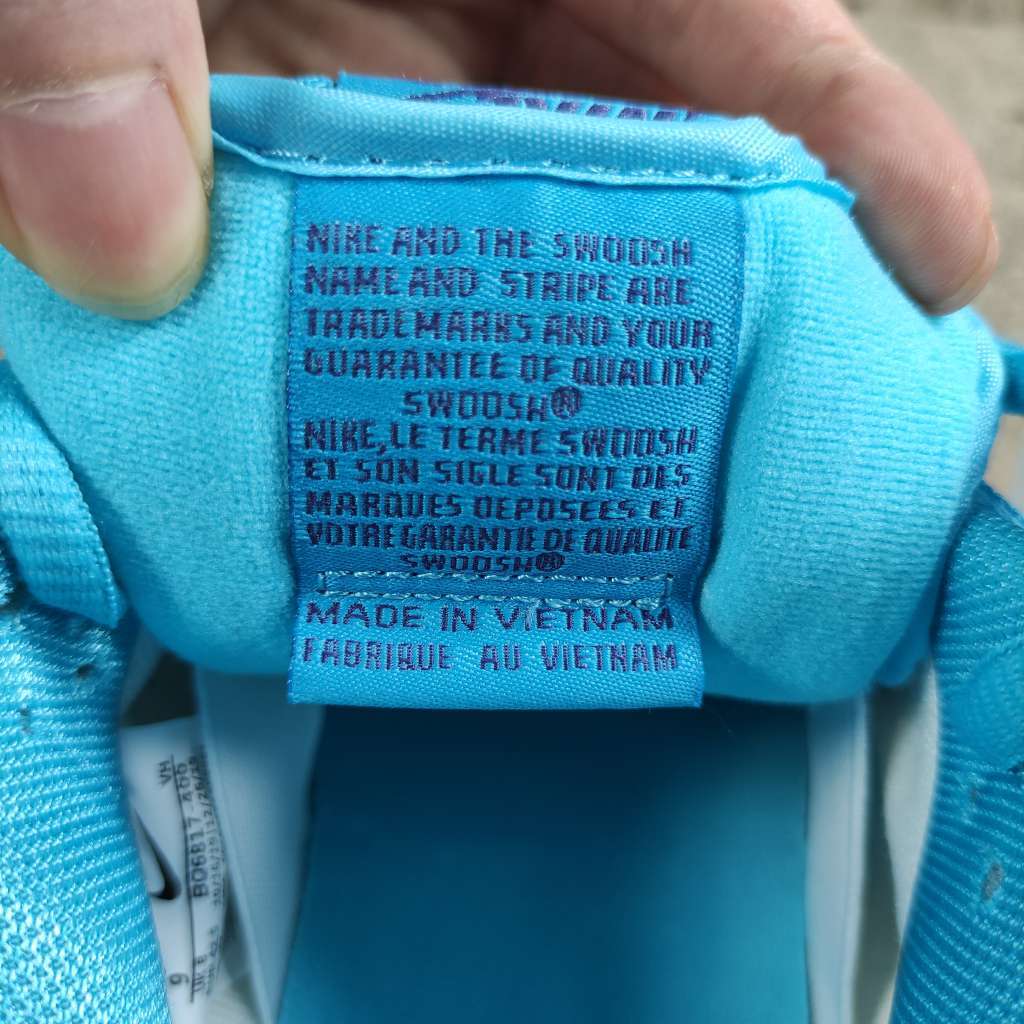 NIKE AND THE SWOOSH
NAME AND STRIPE ARE
TRADEMARKS AND YOUR
GUARANTEE OF QUALITY
SWOOSH®
NIKE, LE TERME SWOOSH
ET SON SIGLE SONT DES
MARQUES DEPOSEES ET
VOTRE GARANTIE DE QUALITE
SWOOSH®
MADE IN VIETNAM
FABRIQUE AU VIETNAM
VH
9